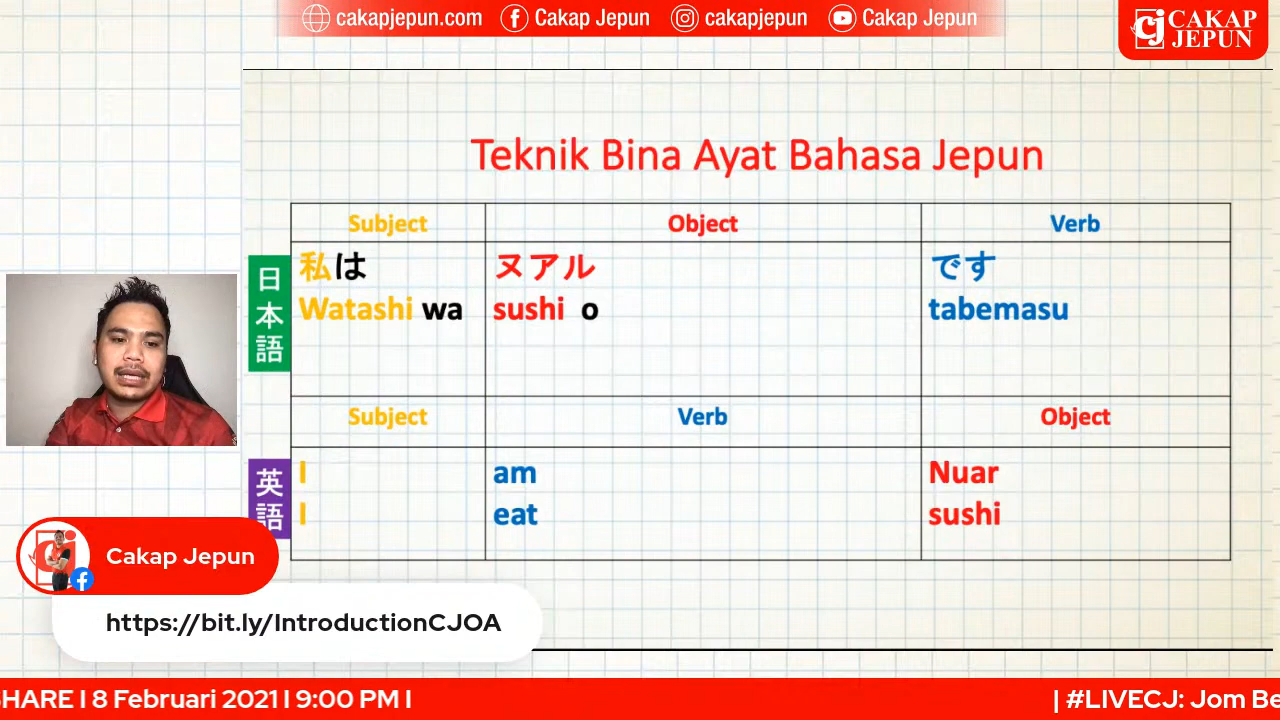 cakapjepun.com Cakap Jepun cakapjepun Cakap Jepun
CAKAP
JEPUN
Teknik Bina Ayat Bahasa Jepun
Subject Object Verb
日本語
私は ヌアル です
Watashi wa sushi o tabemasu
Subject Verb Object
英語
I am Nuar
I eat sushi
Cakap Jepun
https://bit.ly/IntroductionCJOA
SHARE I 8 Februari 2021 I 9:00 PM I | #LIVECJ: Jom Be